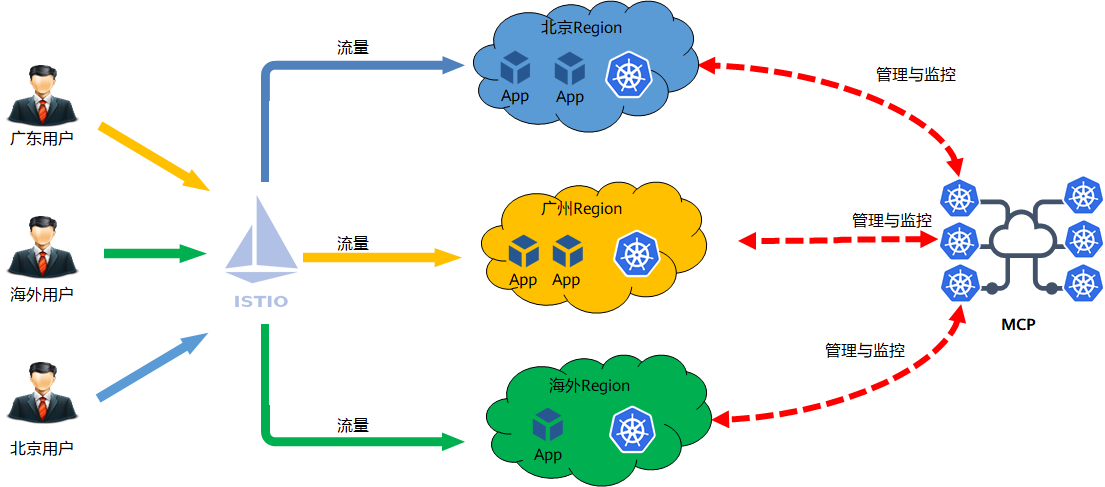 广东用户
海外用户
北京用户
ISTIO
流量
流量
流量
北京Region
App
App
广州Region
App
App
海外Region
App
管理与监控
管理与监控
管理与监控
MCP